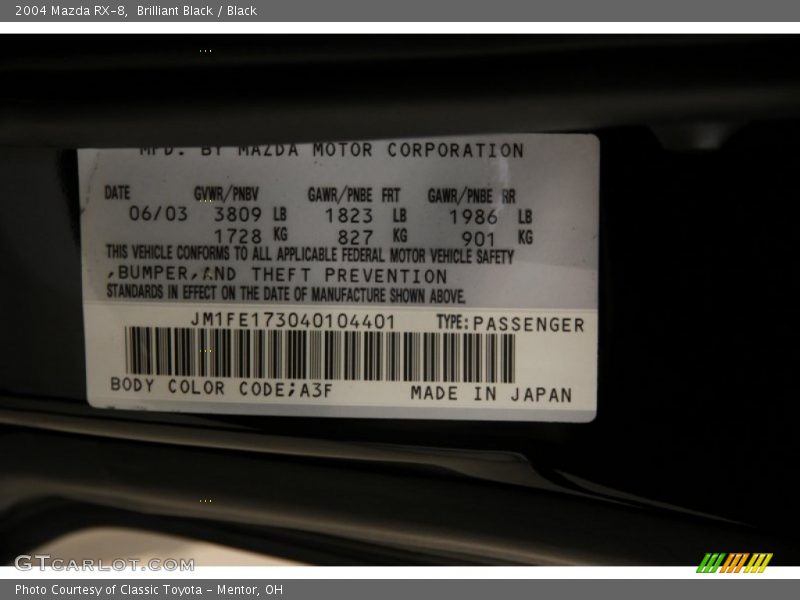 2004 Mazda RX-8, Brilliant Black / Black
MFD. BY MAZDA MOTOR CORPORATION
DATE GVWR/PNBV GAWR/PNBE FRT GAWR/PNBE RR
06/03 3809 LB 1823 LB 1986 LB
1728 KG 827 KG 901 KG
THIS VEHICLE CONFORMS TO ALL APPLICABLE FEDERAL MOTOR VEHICLE SAFETY
,BUMPER,AND THEFT PREVENTION
STANDARDS IN EFFECT ON THE DATE OF MANUFACTURE SHOWN ABOVE.
JM1FE173040104401 TYPE: PASSENGER
BODY COLOR CODE;A3F MADE IN JAPAN
GTCARLOT.COM
Photo Courtesy of Classic Toyota - Mentor, OH